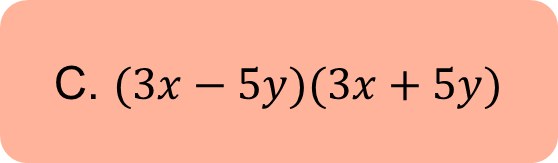 C. (3x − 5y)(3x + 5y)